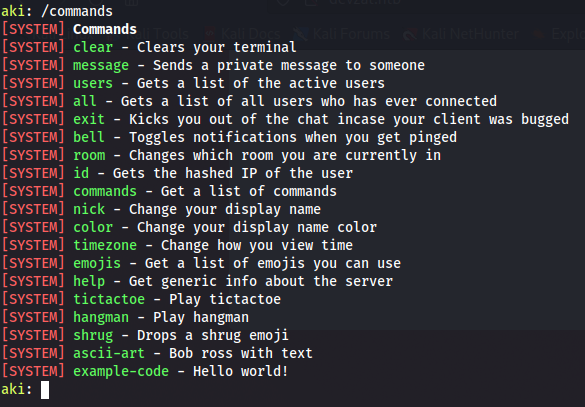 aki: /commands
[SYSTEM] Commands
[SYSTEM] clear - Clears your terminal
[SYSTEM] message - Sends a private message to someone
[SYSTEM] users - Gets a list of the active users
[SYSTEM] all - Gets a list of all users who has ever connected
[SYSTEM] exit - Kicks you out of the chat incase your client was bugged
[SYSTEM] bell - Toggles notifications when you get pinged
[SYSTEM] room - Changes which room you are currently in
[SYSTEM] id - Gets the hashed IP of the user
[SYSTEM] commands - Get a list of commands
[SYSTEM] nick - Change your display name
[SYSTEM] color - Change your display name color
[SYSTEM] timezone - Change how you view time
[SYSTEM] emojis - Get a list of emojis you can use
[SYSTEM] help - Get generic info about the server
[SYSTEM] tictactoe - Play tictactoe
[SYSTEM] hangman - Play hangman
[SYSTEM] shrug - Drops a shrug emoji
[SYSTEM] ascii-art - Bob ross with text
[SYSTEM] example-code - Hello world!
aki: